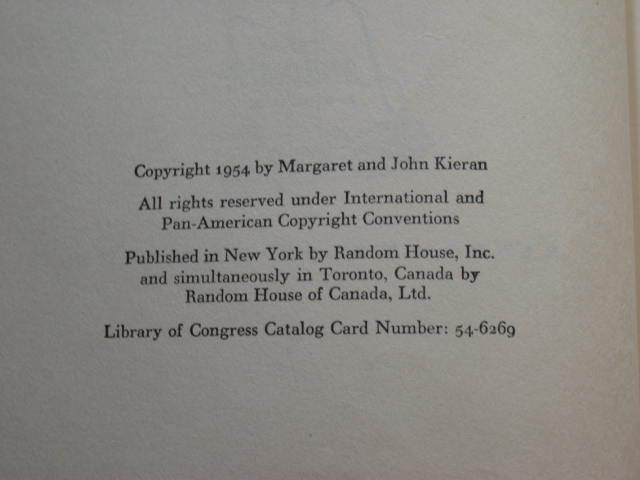 Copyright 1954 by Margaret and John Kieran
All rights reserved under International and
Pan-American Copyright Conventions
Published in New York by Random House, Inc.
and simultaneously in Toronto, Canada by
Random House of Canada, Ltd.
Library of Congress Catalog Card Number: 54-6269